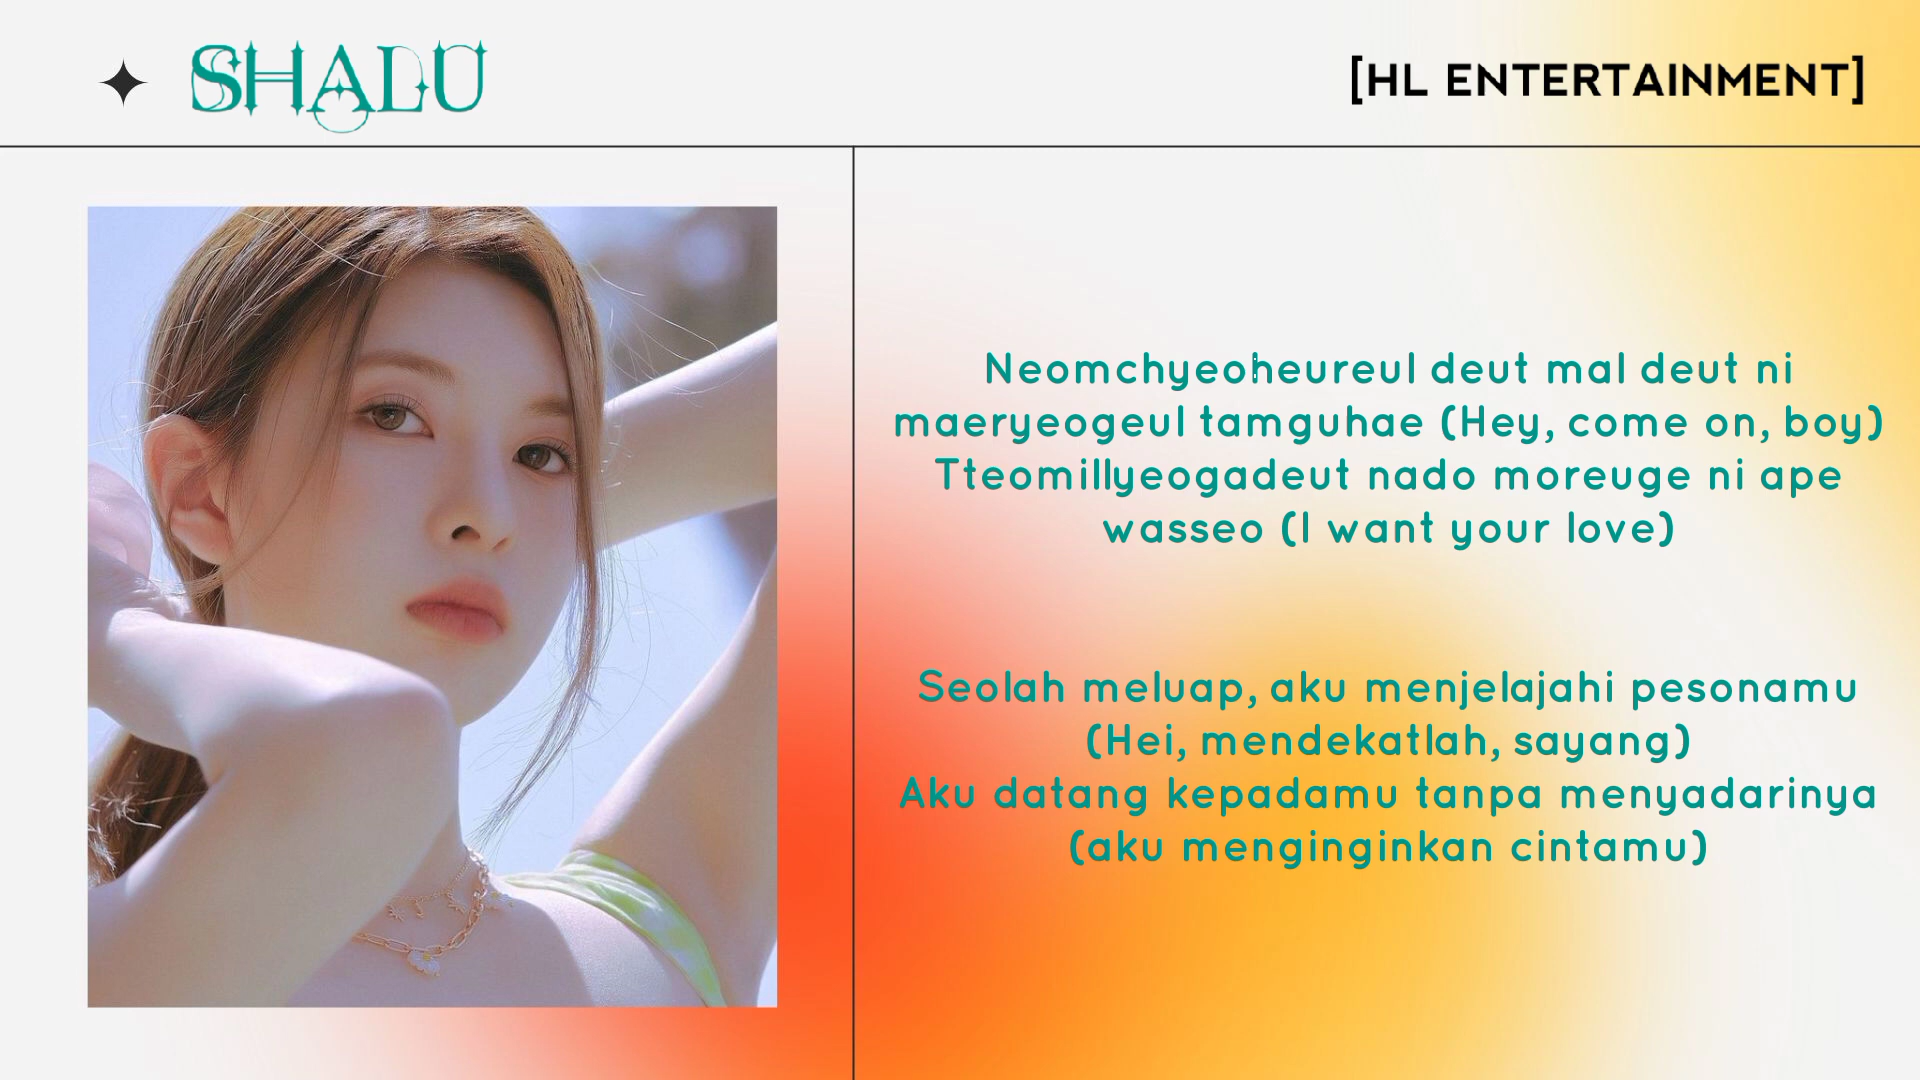 SHALU
[HL ENTERTAINMENT]
Neomchyeoheureul deut mal deut ni
maeryeogeul tamguhae (Hey, come on, boy)
Tteomillyeogadeut nado moreuge ni ape
wasseo (I want your love)
Seolah meluap, aku menjelajahi pesonamu
(Hei, mendekatlah, sayang)
Aku datang kepadamu tanpa menyadarinya
(aku menginginkan cintamu)